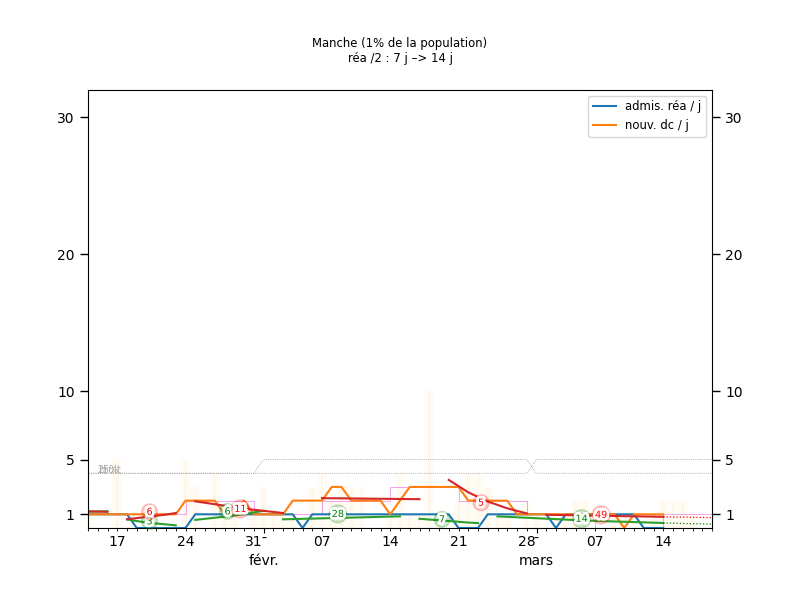 Manche (1% de la population)
réa /2 : 7 j –> 14 j
admis. réa / j
nouv. dc / j
30 30
20 20
10 10
5 5
1 1
6 3 6 11 28 7 5 14 49
17 24 31 07 14 21 28 07 14
févr. mars